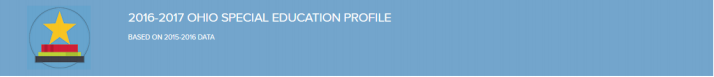 2016-2017 OHIO SPECIAL EDUCATION PROFILE
BASED ON 2015-2016 DATA